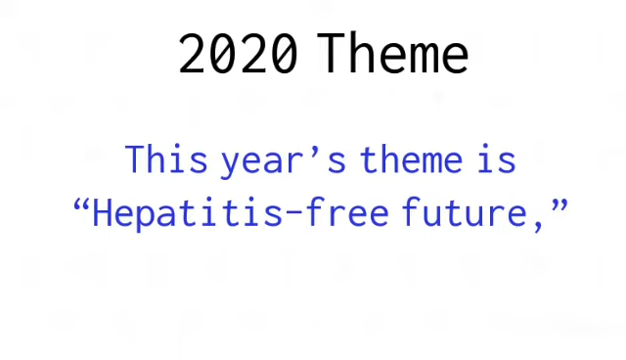 2020 Theme
This year’s theme is
“Hepatitis-free future,”